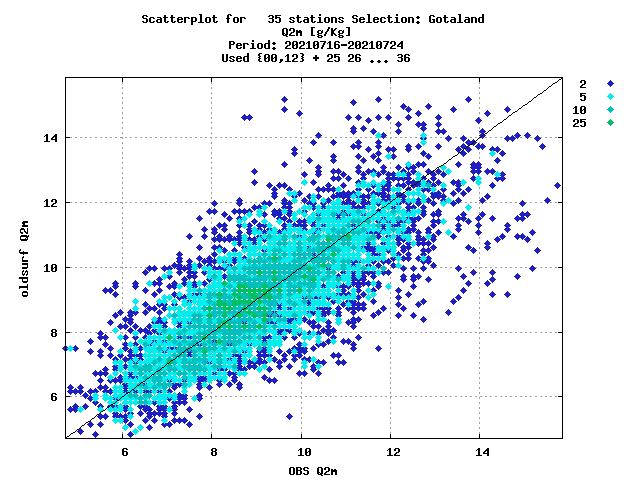 Scatterplot for   35 stations Selection: Gotaland
Q2m [g/Kg]
Period: 20210716-20210724
Used {00,12} + 25 26 ... 36
2
5
10
25
14
12
10
8
6
oldsurf Q2m
6 8 10 12 14
OBS Q2m